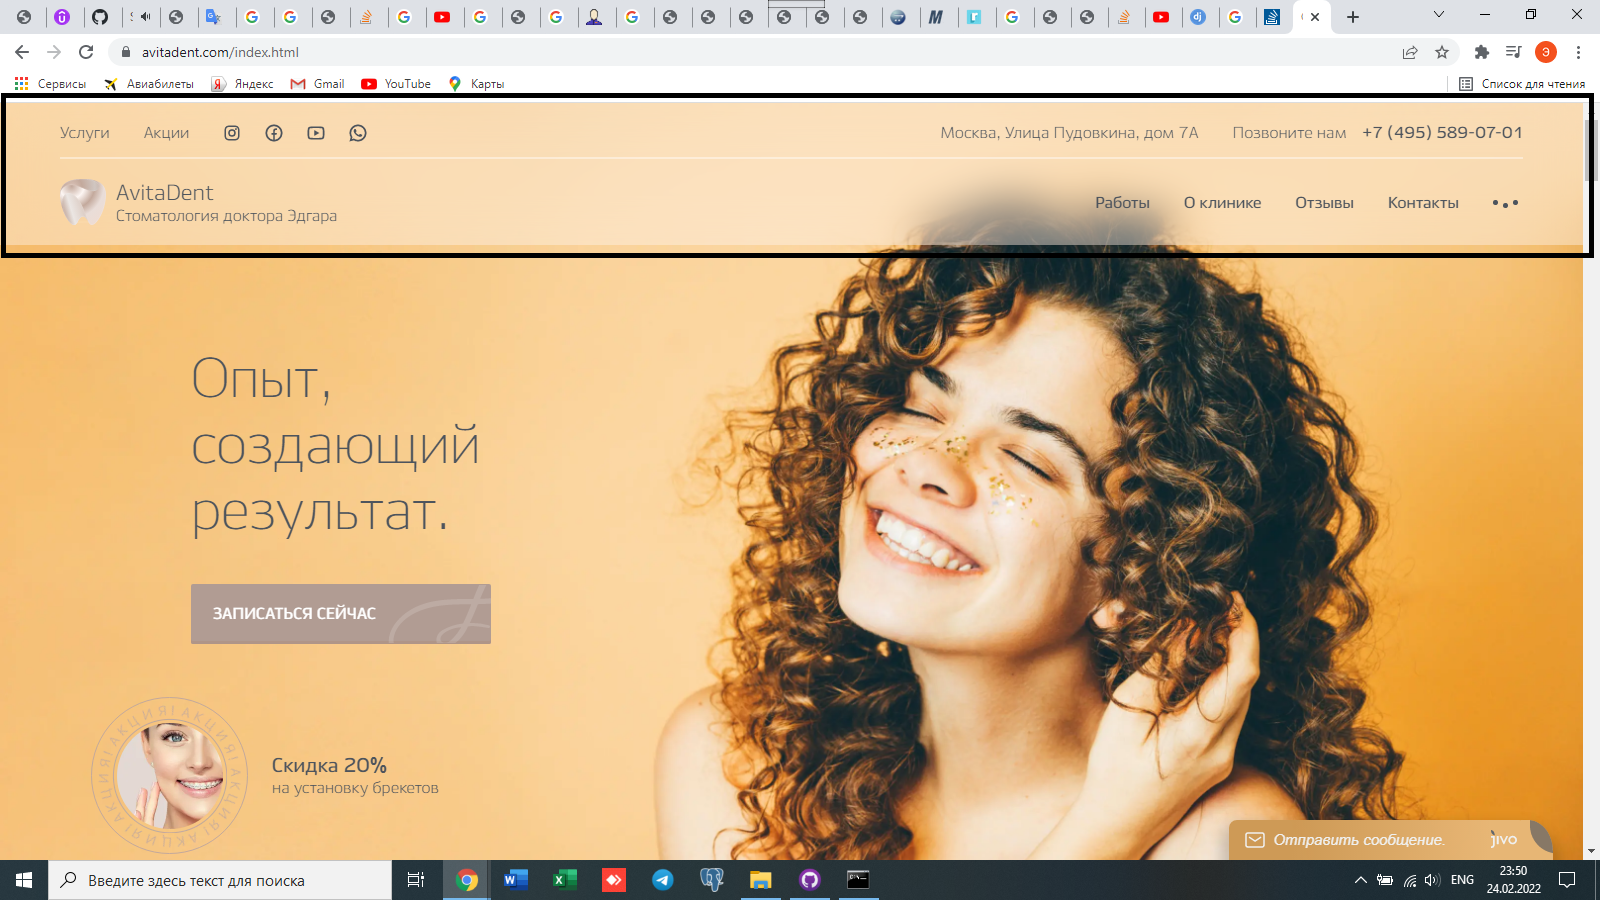 avitadent.com/index.html
Э
Сервисы Авиабилеты Яндекс Gmail YouTube Карты Список для чтения
Услуги Акции Москва, Улица Пудовкина, дом 7А Позвоните нам +7 (495) 589-07-01
AvitaDent
Стоматология доктора Эдгара
Работы О клинике Отзывы Контакты
Опыт,
создающий
результат.
ЗАПИСАТЬСЯ СЕЙЧАС
АКЦИЯ! АКЦИЯ! АКЦИЯ! АКЦИЯ! АКЦИЯ!
Скидка 20%
на установку брекетов
Отправить сообщение. jivo
Введите здесь текст для поиска
ENG
23:50
24.02.2022